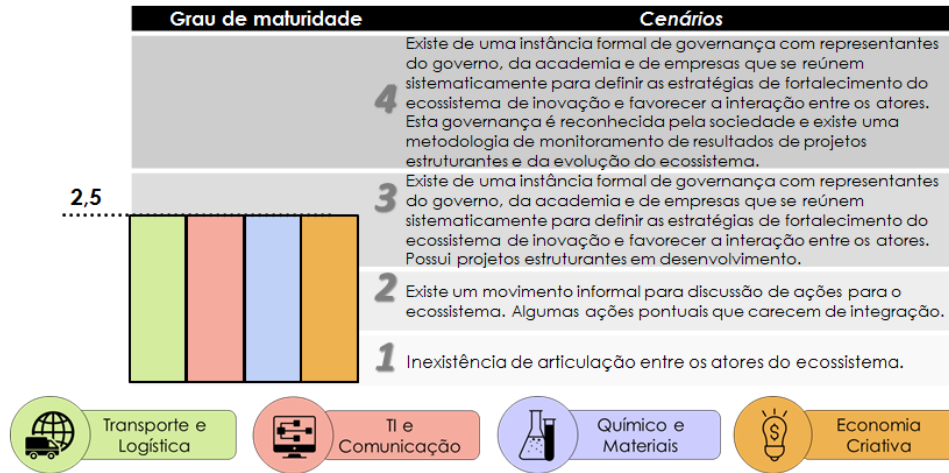 Grau de maturidade
Cenários
4
Existe de uma instância formal de governança com representantes
do governo, da academia e de empresas que se reúnem
sistematicamente para definir as estratégias de fortalecimento do
ecossistema de inovação e favorecer a interação entre os atores.
Esta governança é reconhecida pela sociedade e existe uma
metodologia de monitoramento de resultados de projetos
estruturantes e da evolução do ecossistema.
2,5
3
Existe de uma instância formal de governança com representantes
do governo, da academia e de empresas que se reúnem
sistematicamente para definir as estratégias de fortalecimento do
ecossistema de inovação e favorecer a interação entre os atores.
Possui projetos estruturantes em desenvolvimento.
2
Existe um movimento informal para discussão de ações para o
ecossistema. Algumas ações pontuais que carecem de integração.
1
Inexistência de articulação entre os atores do ecossistema.
Transporte e
Logística
TI e
Comunicação
Químico e
Materiais
Economia
Criativa